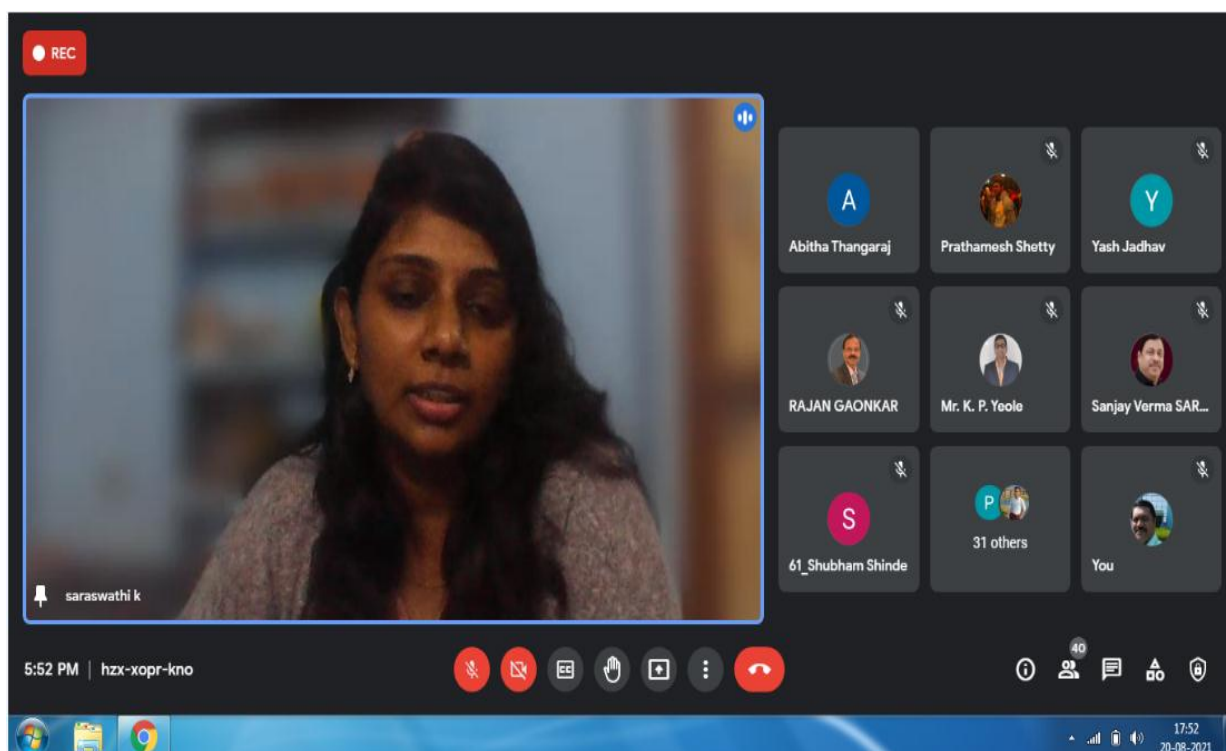 REC
A
Abitha Thangaraj
Prathamesh Shetty
Y
Yash Jadhav
RAJAN GAONKAR
Mr. K. P. Yeole
Sanjay Verma SAR...
S
61_Shubham Shinde
P
31 others
You
saraswathi k
5:52 PM | hzx-xopr-kno
CC
40
17:52
20-08-2021